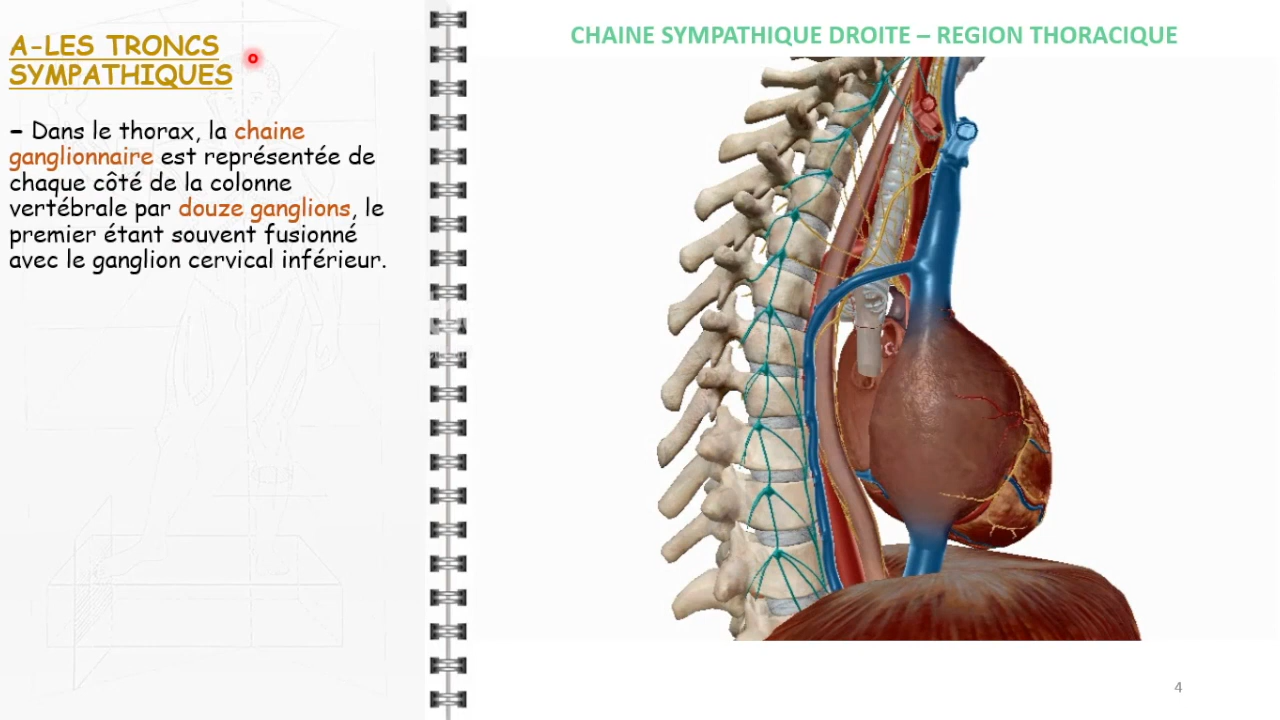 A-LES TRONCS
SYMPATHIQUES
– Dans le thorax, la chaine
ganglionnaire est représentée de
chaque côté de la colonne
vertébrale par douze ganglions, le
premier étant souvent fusionné
avec le ganglion cervical inférieur.
CHAINE SYMPATHIQUE DROITE – REGION THORACIQUE
4